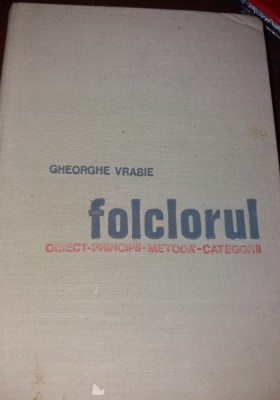 GHEORGHE VRABIE
folclorul
OBIECT-PRINCIPII-METODĂ-CATEGORII